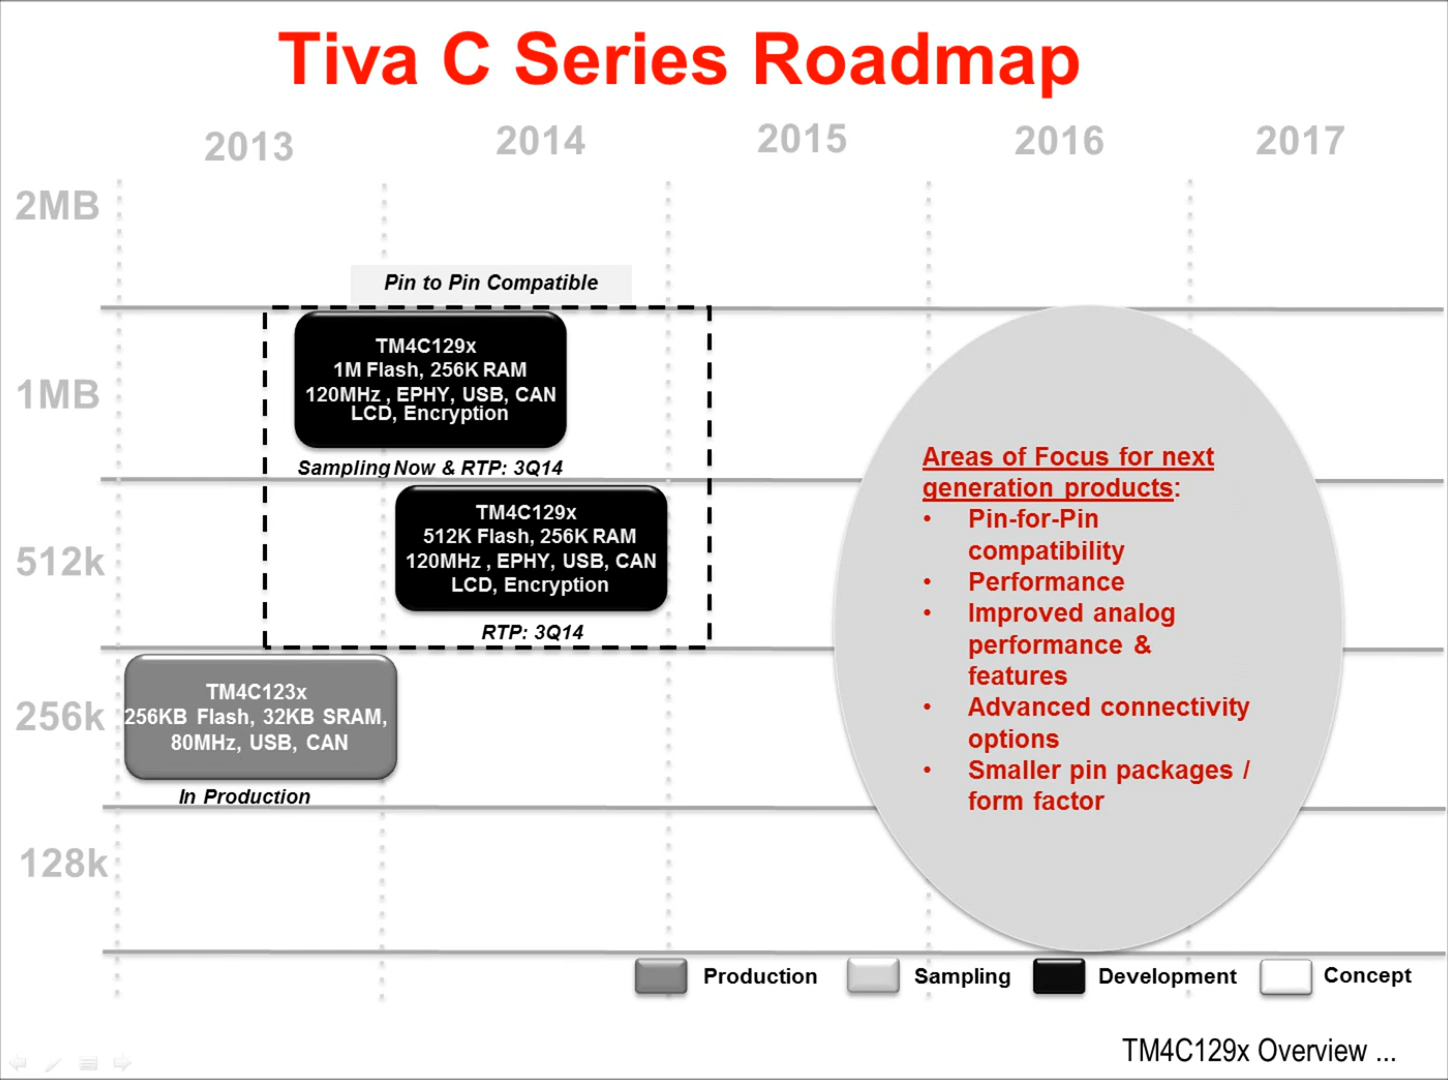 Tiva C Series Roadmap
2013
2014
2015
2016
2017
2MB
1MB
512k
256k
128k
Pin to Pin Compatible
TM4C129x
1M Flash, 256K RAM
120MHz , EPHY, USB, CAN
LCD, Encryption
Sampling Now & RTP: 3Q14
TM4C129x
512K Flash, 256K RAM
120MHz , EPHY, USB, CAN
LCD, Encryption
RTP: 3Q14
TM4C123x
256KB Flash, 32KB SRAM,
80MHz, USB, CAN
In Production
Areas of Focus for next
generation products:
• Pin-for-Pin
compatibility
• Performance
• Improved analog
performance &
features
• Advanced connectivity
options
• Smaller pin packages /
form factor
Production
Sampling
Development
Concept
TM4C129x Overview ...